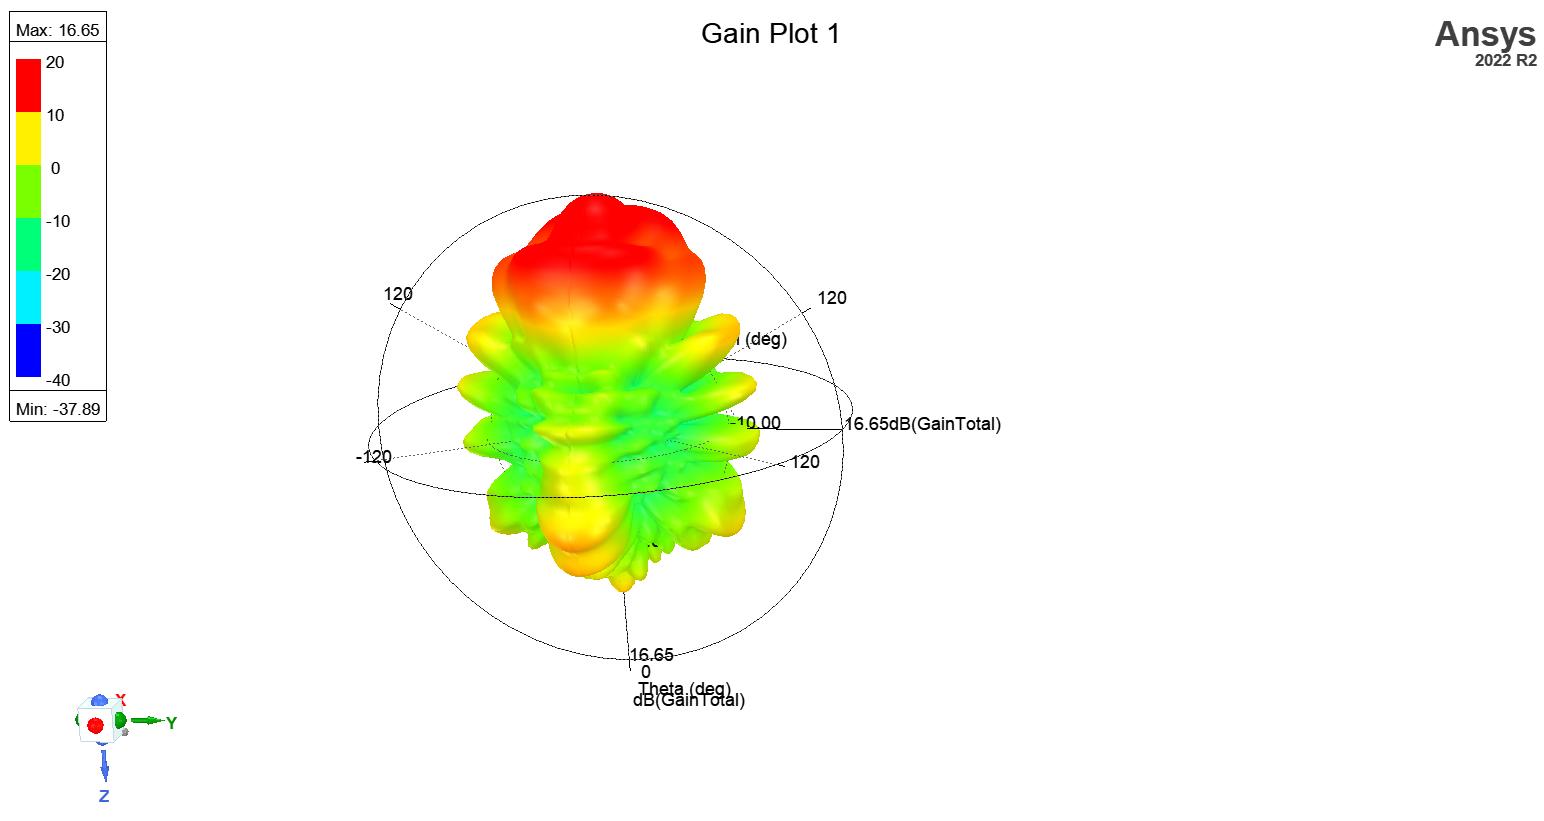 Gain Plot 1
Ansys
2022 R2
Max: 16.65
20
10
0
-10
-20
-30
-40
Min: -37.89
120
120
(deg)
-10.00
16.65dB(GainTotal)
-120
120
16.65
0
Theta (deg)
dB(GainTotal)
X
Y
Z